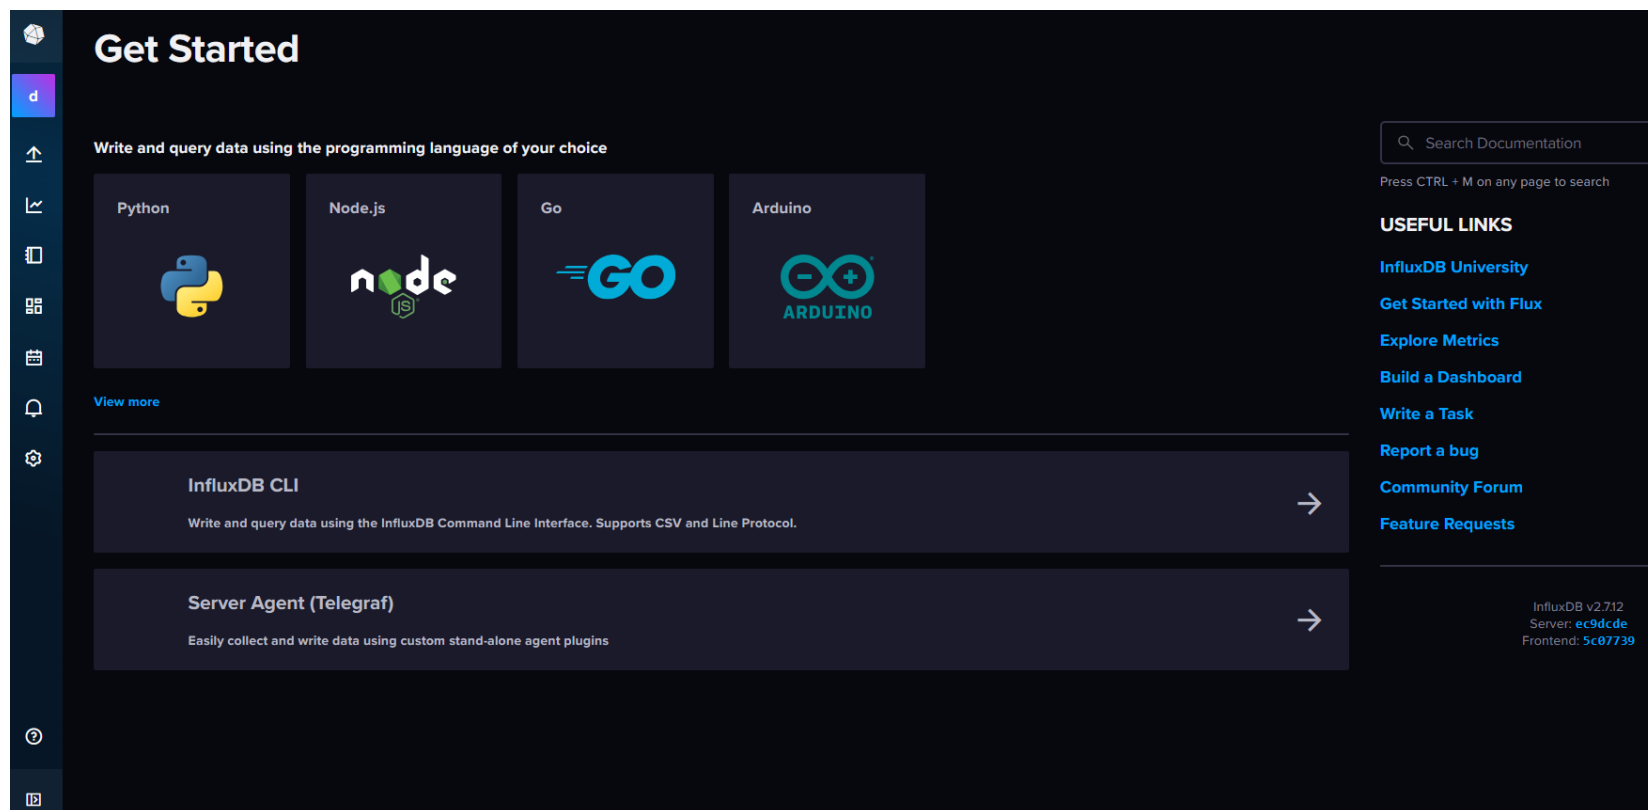 Get Started
d
Write and query data using the programming language of your choice
Python
Node.js
Go
Arduino
node
JS
GO
ARDUINO
View more
InfluxDB CLI
Write and query data using the InfluxDB Command Line Interface. Supports CSV and Line Protocol.
Server Agent (Telegraf)
Easily collect and write data using custom stand-alone agent plugins
Search Documentation
Press CTRL + M on any page to search
USEFUL LINKS
InfluxDB University
Get Started with Flux
Explore Metrics
Build a Dashboard
Write a Task
Report a bug
Community Forum
Feature Requests
InfluxDB v2.7.12
Server: ec9dcde
Frontend: 5c07739